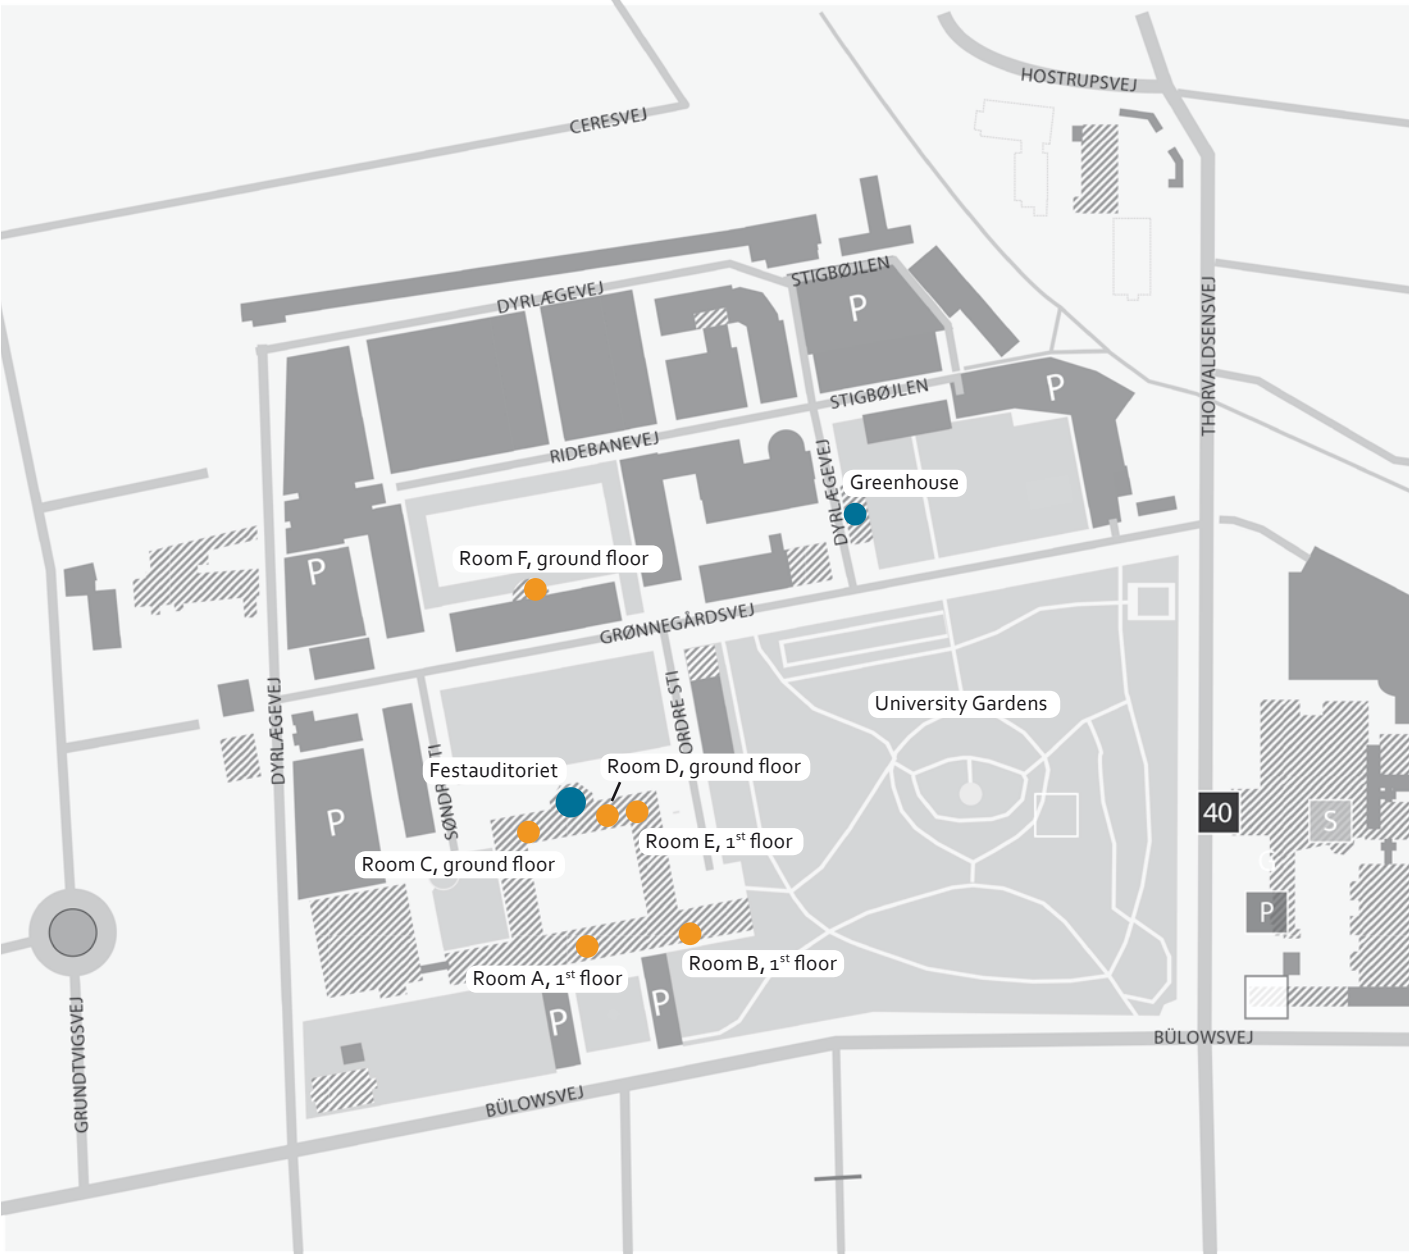 HOSTRUPSVEJ
CERESVEJ
STIGBØJLEN
DYRLÆGEVEJ
P
THORVALDSENSVEJ
P
STIGBØJLEN
RIDEBANEVEJ
DYRLÆGEVEJ
Greenhouse
Room F, ground floor
P
GRØNNEGÅRDSVEJ
DYRLÆGEVEJ
ORDRE STI
University Gardens
Festauditoriet
Room D, ground floor
SØNDR
TI
P
40
S
Room E, 1st floor
Room C, ground floor
P
Room B, 1st floor
Room A, 1st floor
P
P
GRUNDTVIGSVEJ
BÜLOWSVEJ
BÜLOWSVEJ